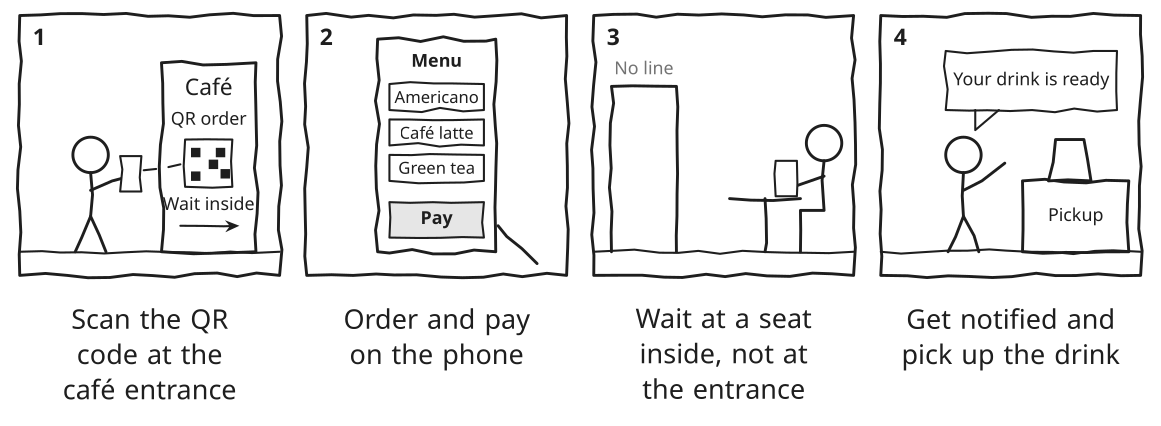 1
Café
QR order
Wait inside
Scan the QR
code at the
café entrance
2
Menu
Americano
Café latte
Green tea
Pay
Order and pay
on the phone
3
No line
Wait at a seat
inside, not at
the entrance
4
Your drink is ready
Pickup
Get notified and
pick up the drink